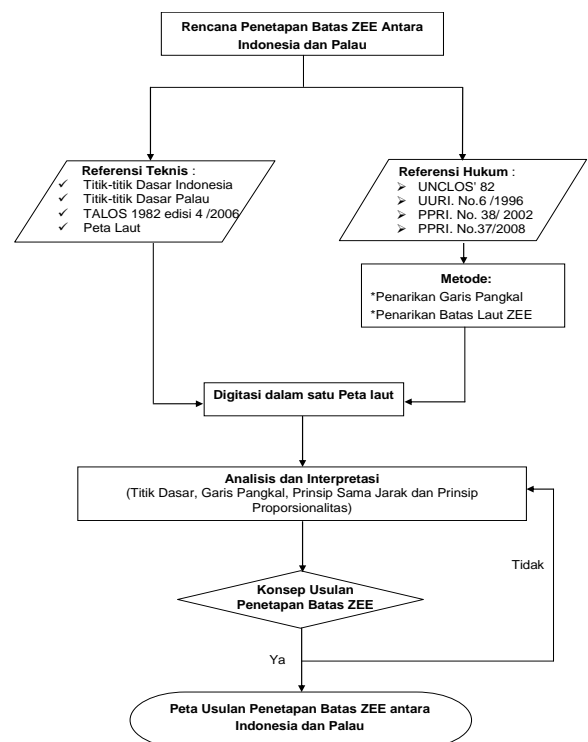 Rencana Penetapan Batas ZEE Antara
Indonesia dan Palau
Referensi Teknis :
✓ Titik-titik Dasar Indonesia
✓ Titik-titik Dasar Palau
✓ TALOS 1982 edisi 4 /2006
✓ Peta Laut
Referensi Hukum :
➢ UNCLOS' 82
➢ UURI. No.6 /1996
➢ PPRI. No. 38/ 2002
➢ PPRI. No.37/2008
Metode:
*Penarikan Garis Pangkal
*Penarikan Batas Laut ZEE
Digitasi dalam satu Peta laut
Analisis dan Interpretasi
(Titik Dasar, Garis Pangkal, Prinsip Sama Jarak dan Prinsip
Proporsionalitas)
Tidak
Konsep Usulan
Penetapan Batas ZEE
Ya
Peta Usulan Penetapan Batas ZEE antara
Indonesia dan Palau